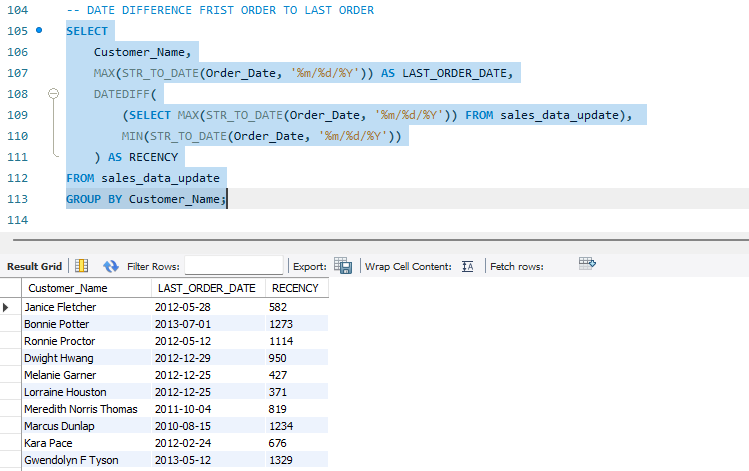 104 -- DATE DIFFERENCE FRIST ORDER TO LAST ORDER
105 SELECT
106 Customer_Name,
107 MAX(STR_TO_DATE(Order_Date, '%m/%d/%Y')) AS LAST_ORDER_DATE,
108 DATEDIFF(
109 (SELECT MAX(STR_TO_DATE(Order_Date, '%m/%d/%Y')) FROM sales_data_update),
110 MIN(STR_TO_DATE(Order_Date, '%m/%d/%Y'))
111 ) AS RECENCY
112 FROM sales_data_update
113 GROUP BY Customer_Name;
114
Result Grid Filter Rows: Export: Wrap Cell Content: IA Fetch rows:
Customer_Name LAST_ORDER_DATE RECENCY
Janice Fletcher 2012-05-28 582
Bonnie Potter 2013-07-01 1273
Ronnie Proctor 2012-05-12 1114
Dwight Hwang 2012-12-29 950
Melanie Garner 2012-12-25 427
Lorraine Houston 2012-12-25 371
Meredith Norris Thomas 2011-10-04 819
Marcus Dunlap 2010-08-15 1234
Kara Pace 2012-02-24 676
Gwendolyn F Tyson 2013-05-12 1329